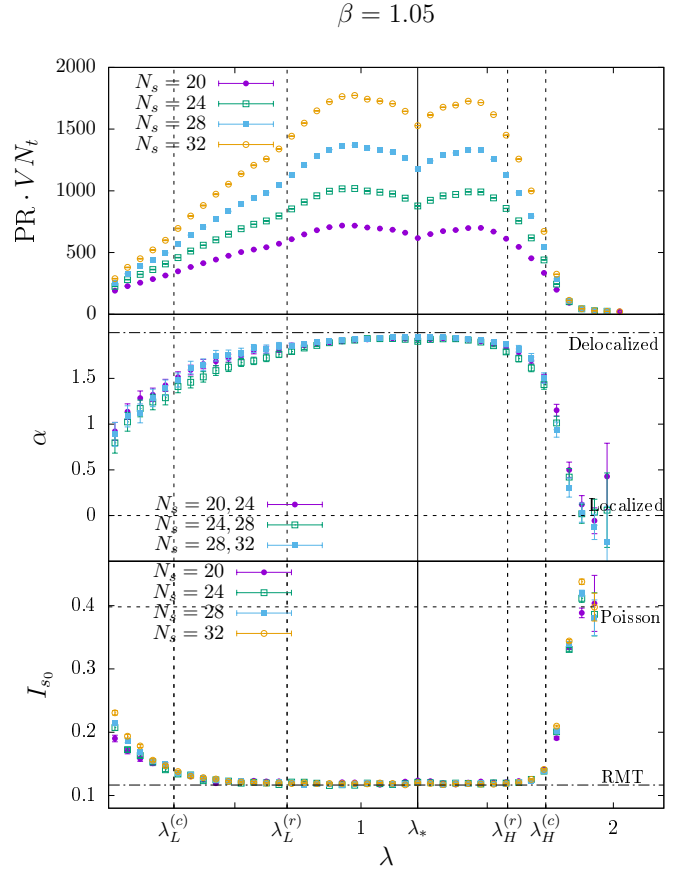 β = 1.05
PR · V N_t
2000
1500
1000
500
0
N_s = 20
N_s = 24
N_s = 28
N_s = 32
α
1.5
1
0.5
0
Delocalized
Localized
N_s = 20, 24
N_s = 24, 28
N_s = 28, 32
I_{s_0}
0.4
0.3
0.2
0.1
N_s = 20
N_s = 24
N_s = 28
N_s = 32
Poisson
RMT
λ_L^{(c)} λ_L^{(r)} 1 λ_* λ_H^{(r)} λ_H^{(c)} 2
λ